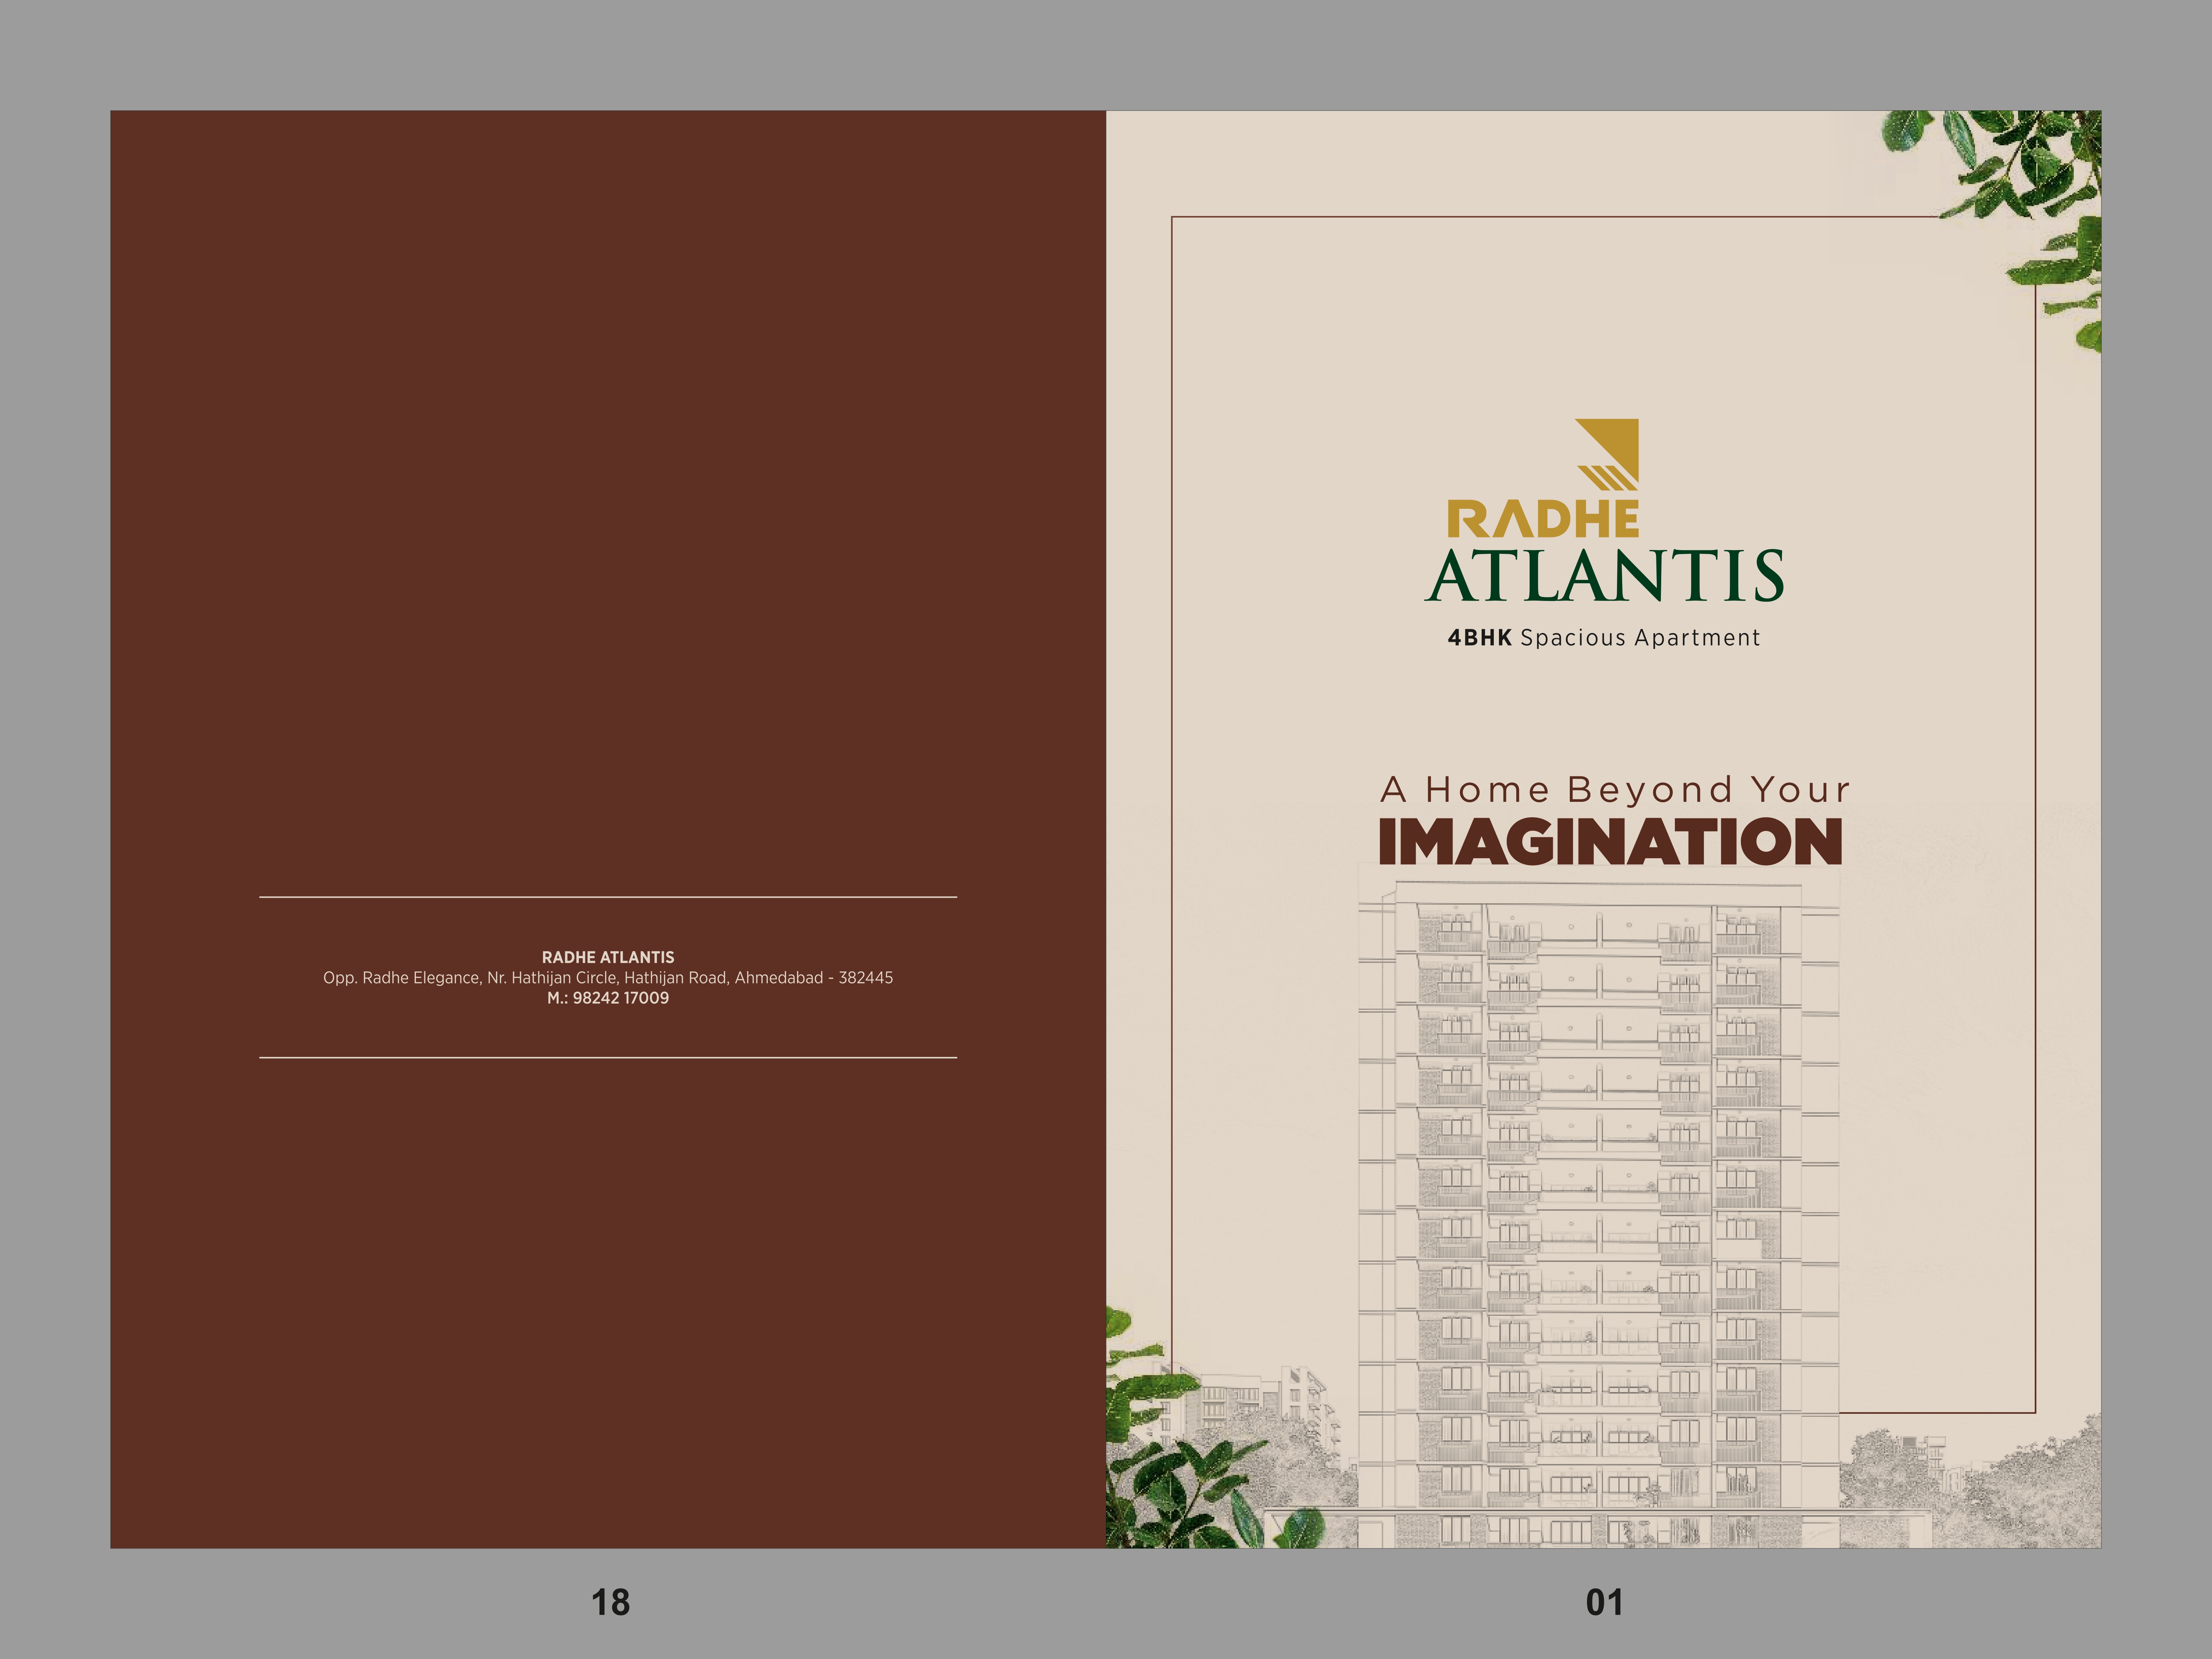 RADHE ATLANTIS
Opp. Radhe Elegance, Nr. Hathijan Circle, Hathijan Road, Ahmedabad - 382445
M.: 98242 17009
18
RADHE
ATLANTIS
4BHK Spacious Apartment
A Home Beyond Your
IMAGINATION
01